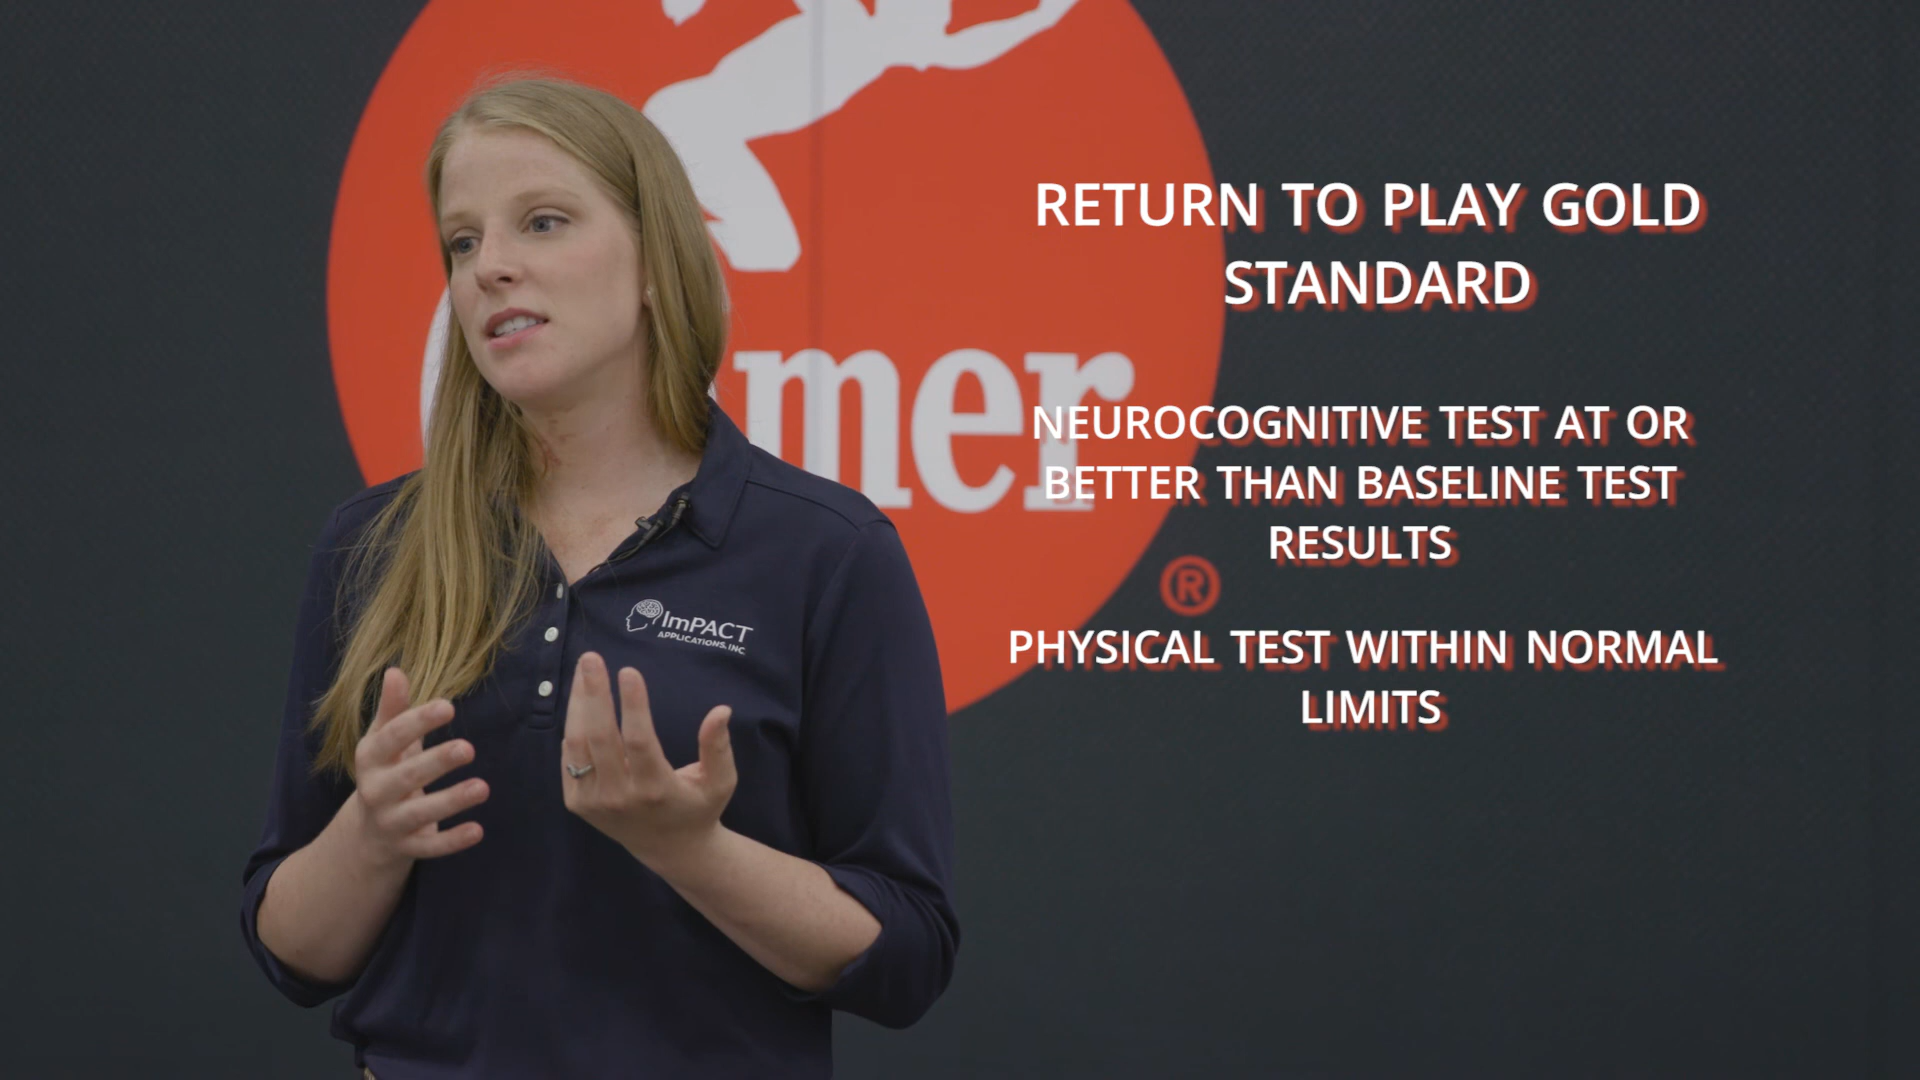 RETURN TO PLAY GOLD
STANDARD
NEUROCOGNITIVE TEST AT OR
BETTER THAN BASELINE TEST
RESULTS
PHYSICAL TEST WITHIN NORMAL
LIMITS
mer
®
ImPACT
APPLICATIONS, INC